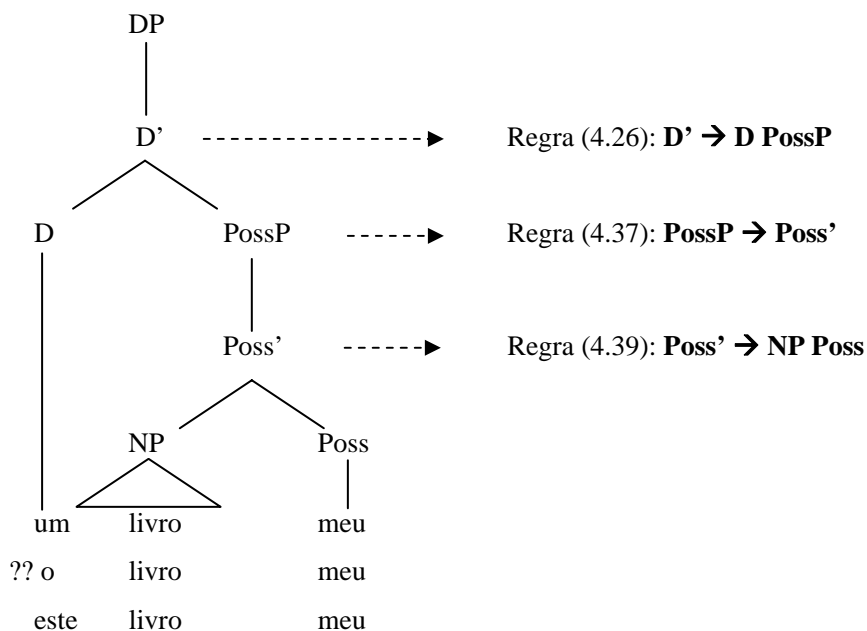 DP
D’ Regra (4.26): D’ → D PossP
D PossP Regra (4.37): PossP → Poss’
Poss’ Regra (4.39): Poss’ → NP Poss
NP Poss
um livro meu
?? o livro meu
este livro meu